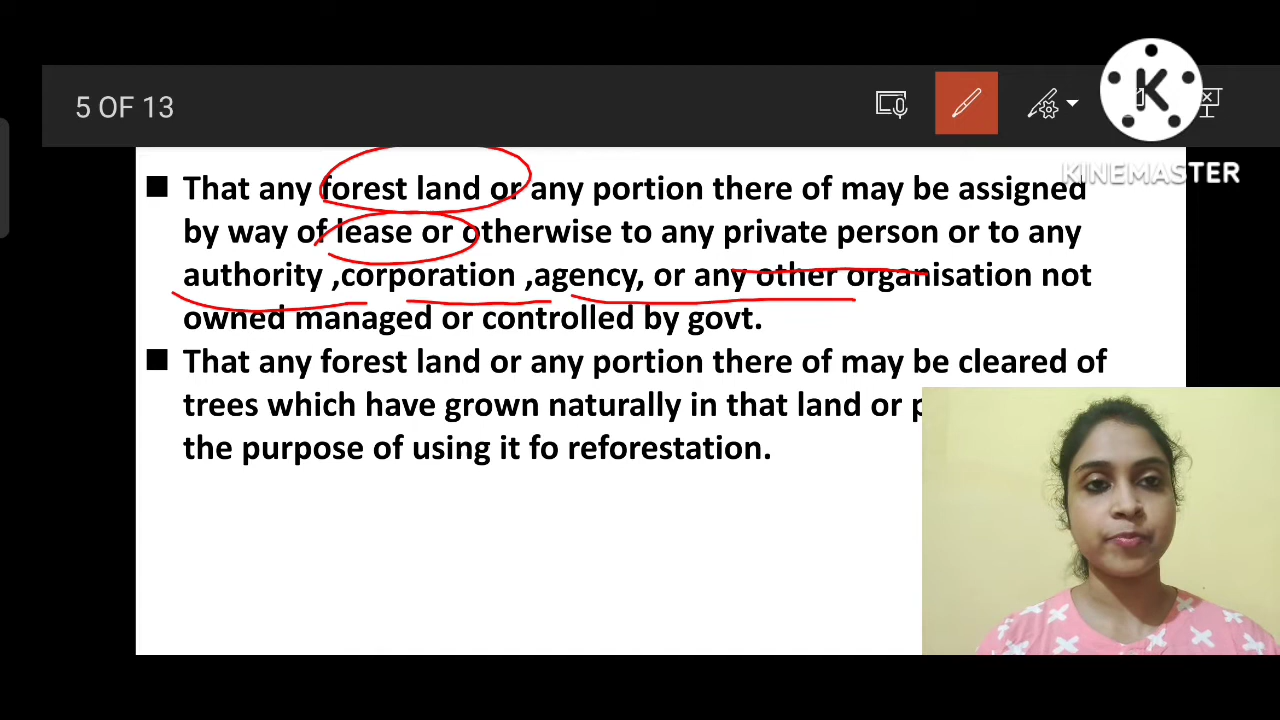 5 OF 13
K
KINEMASTER
■ That any forest land or any portion there of may be assigned
by way of lease or otherwise to any private person or to any
authority ,corporation ,agency, or any other organisation not
owned managed or controlled by govt.
■ That any forest land or any portion there of may be cleared of
trees which have grown naturally in that land or
the purpose of using it fo reforestation.